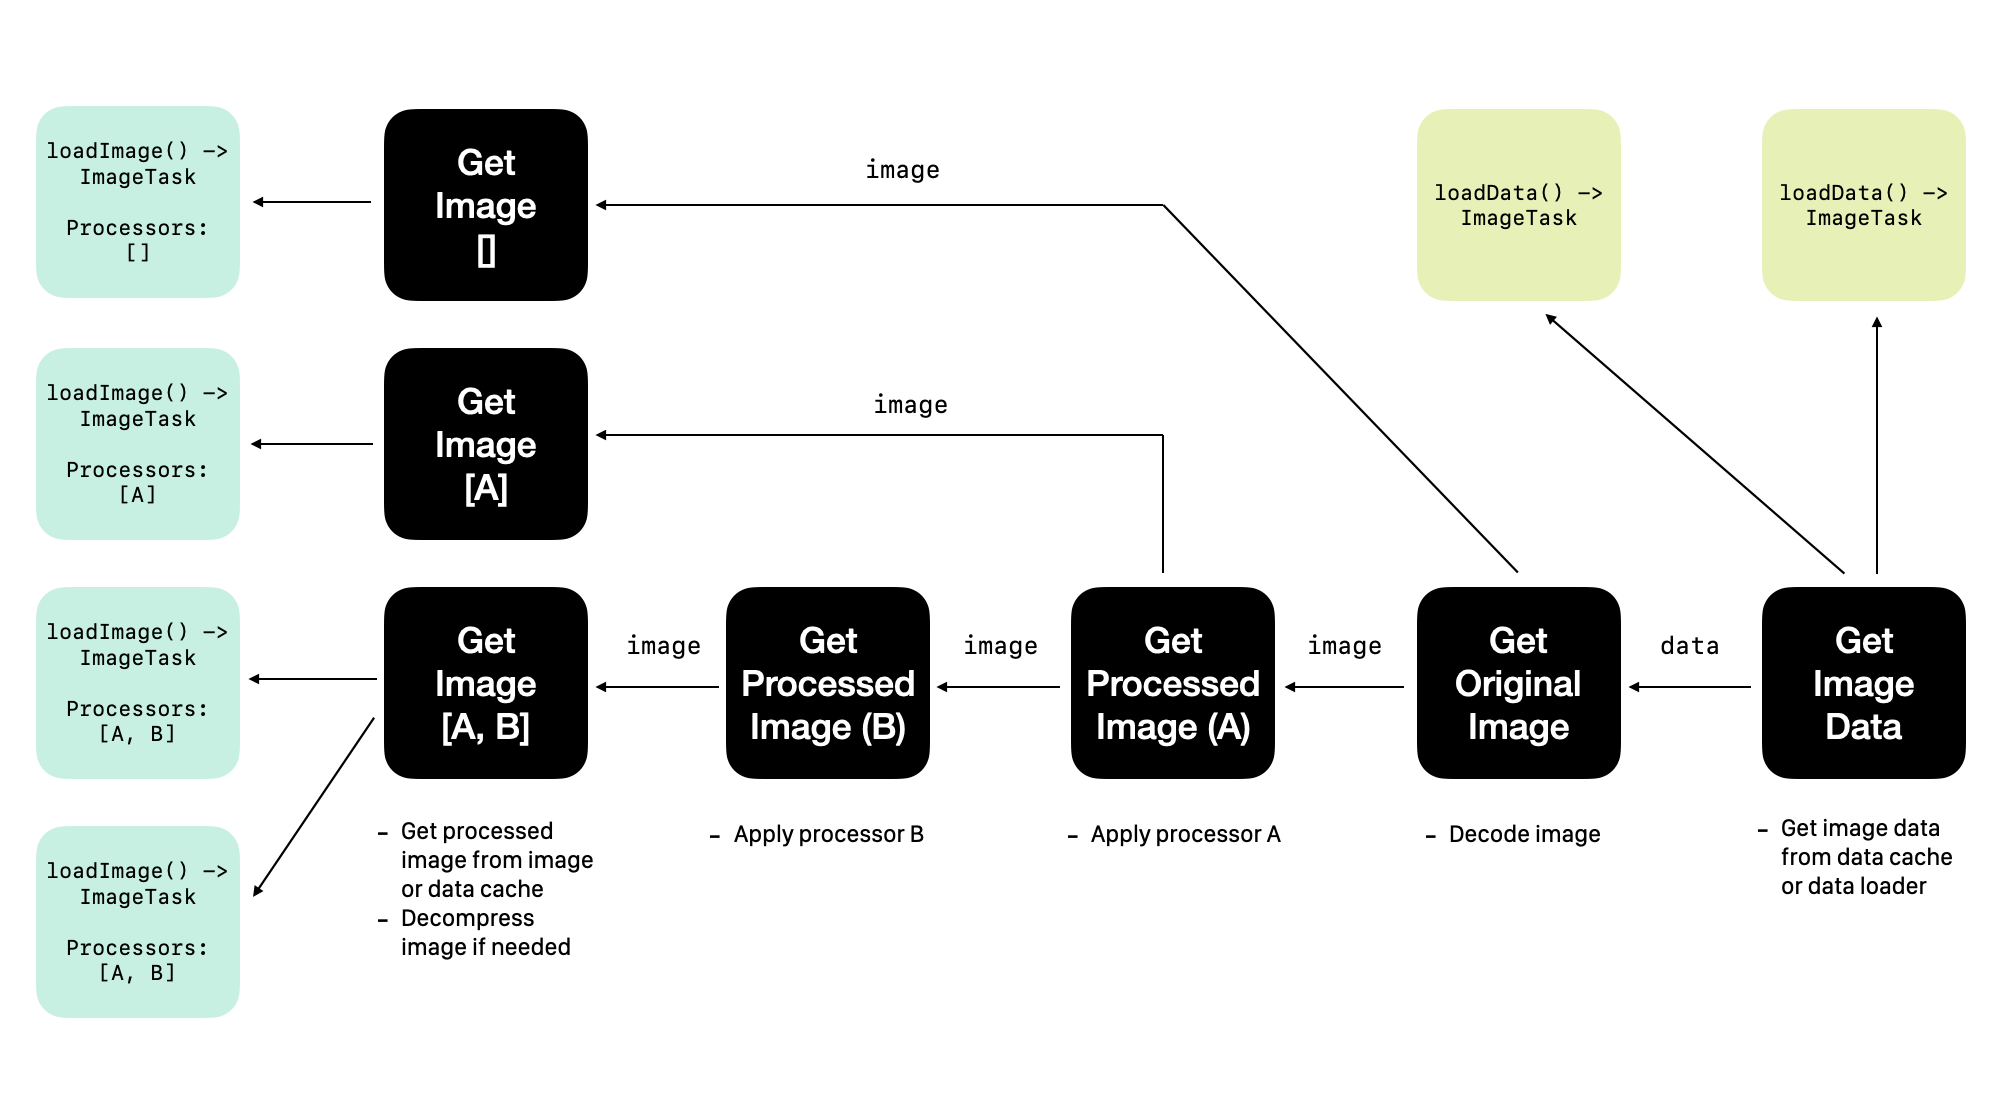 loadImage() ->
ImageTask
Processors:
[]
Get
Image
[]
image
loadData() ->
ImageTask
loadData() ->
ImageTask
loadImage() ->
ImageTask
Processors:
[A]
Get
Image
[A]
image
loadImage() ->
ImageTask
Processors:
[A, B]
Get
Image
[A, B]
image
Get
Processed
Image (B)
image
Get
Processed
Image (A)
image
Get
Original
Image
data
Get
Image
Data
- Get processed
image from image
or data cache
- Decompress
image if needed
- Apply processor B
- Apply processor A
- Decode image
- Get image data
from data cache
or data loader
loadImage() ->
ImageTask
Processors:
[A, B]